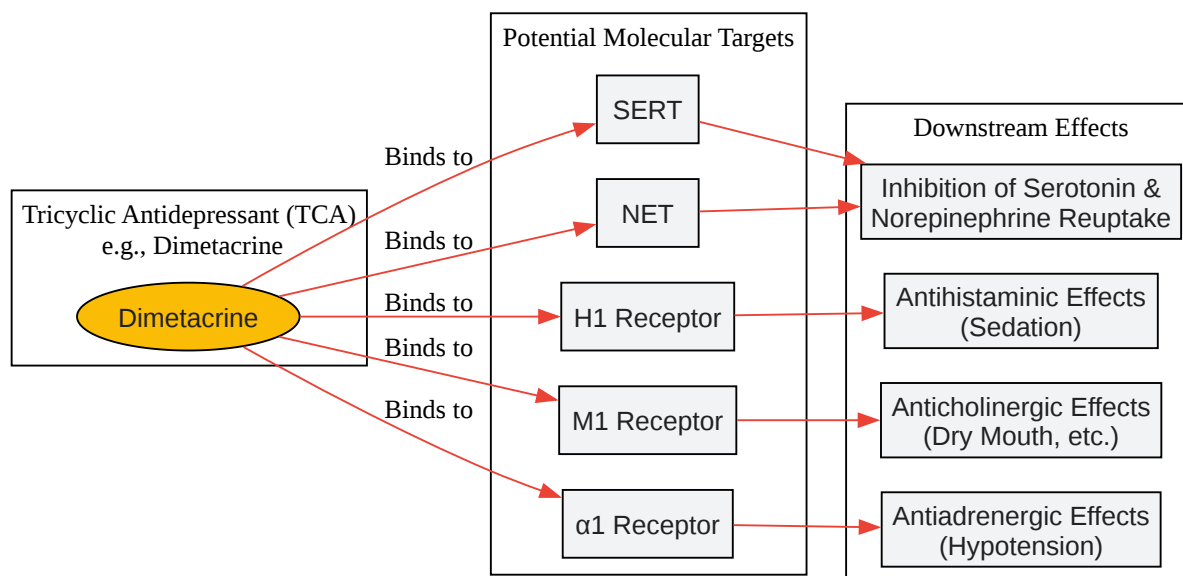 Tricyclic Antidepressant (TCA)
e.g., Dimetacrine
Dimetacrine
Binds to
Binds to
Binds to
Binds to
Binds to
Potential Molecular Targets
SERT
NET
H1 Receptor
M1 Receptor
α1 Receptor
Downstream Effects
Inhibition of Serotonin &
Norepinephrine Reuptake
Antihistaminic Effects
(Sedation)
Anticholinergic Effects
(Dry Mouth, etc.)
Antiadrenergic Effects
(Hypotension)